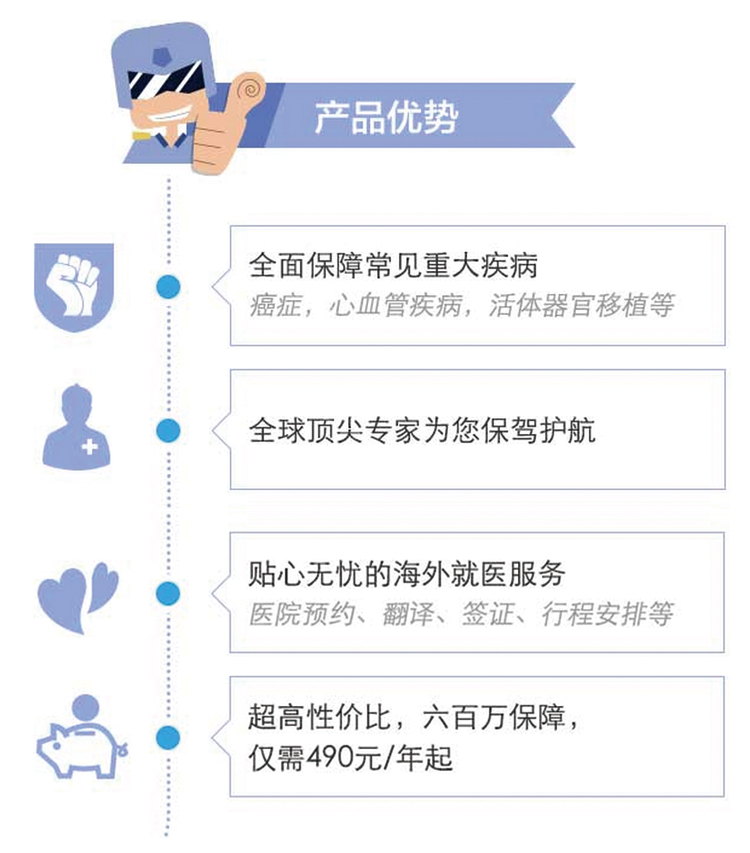 产品优势
全面保障常见重大疾病
癌症，心血管疾病，活体器官移植等
全球顶尖专家为您保驾护航
贴心无忧的海外就医服务
医院预约、翻译、签证、行程安排等
超高性价比，六百万保障，
仅需490元/年起